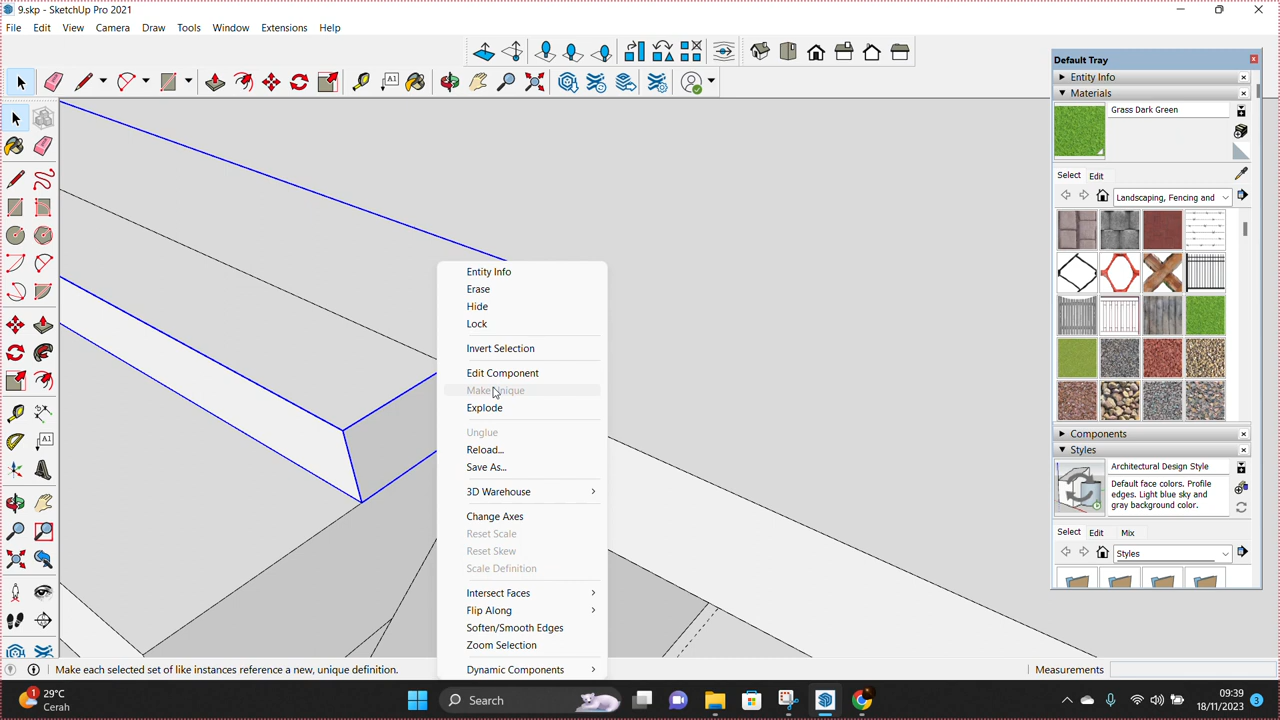 9.skp - SketchUp Pro 2021
File Edit View Camera Draw Tools Window Extensions Help
Default Tray
Entity Info
Materials
Grass Dark Green
Select Edit
Landscaping, Fencing and
Components
Styles
Architectural Design Style
Default face colors. Profile
edges. Light blue sky and
gray background color.
Select Edit Mix
Styles
Entity Info
Erase
Hide
Lock
Invert Selection
Edit Component
Make Unique
Explode
Unglue
Reload...
Save As...
3D Warehouse
Change Axes
Reset Scale
Reset Skew
Scale Definition
Intersect Faces
Flip Along
Soften/Smooth Edges
Zoom Selection
Dynamic Components
Make each selected set of like instances reference a new, unique definition.
Measurements
1
29°C
Cerah
Search
09:39
18/11/2023
3